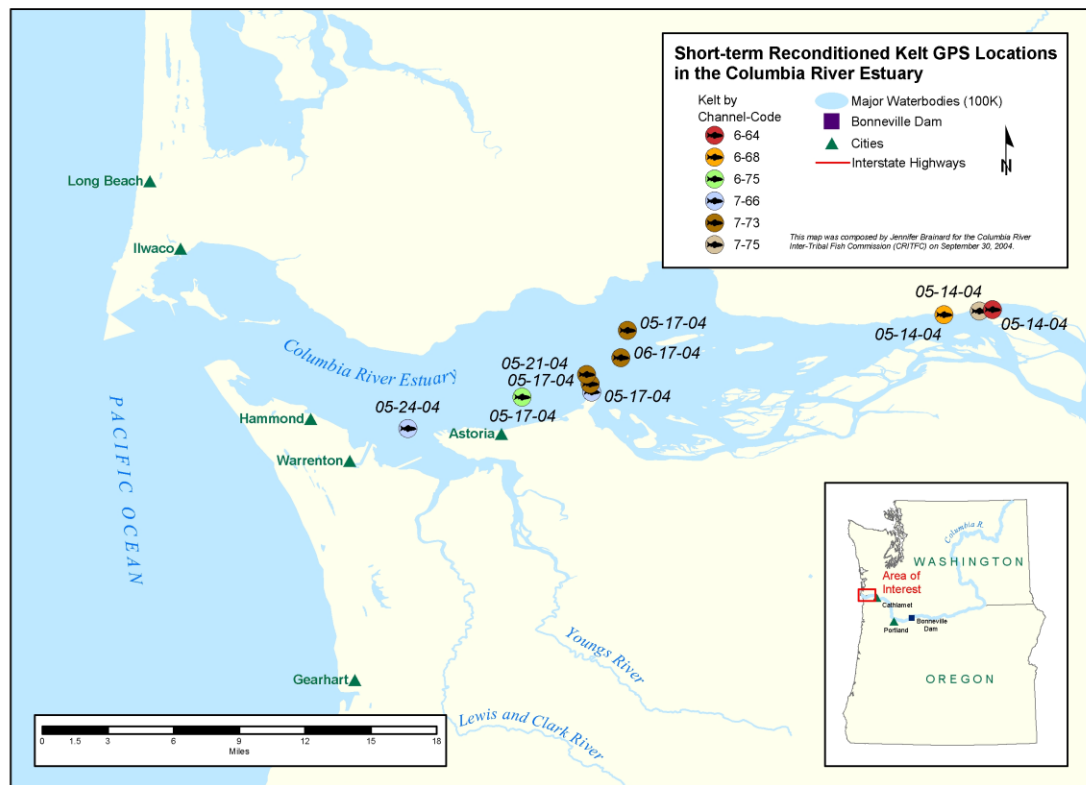 Short-term Reconditioned Kelt GPS Locations
in the Columbia River Estuary
Kelt by
Channel-Code
6-64
6-68
6-75
7-66
7-73
7-75
Major Waterbodies (100K)
Bonneville Dam
Cities
Interstate Highways
N
This map was composed by Jennifer Brainard for the Columbia River
Inter-Tribal Fish Commission (CRITFC) on September 30, 2004.
Long Beach
Ilwaco
05-14-04
05-14-04
05-14-04
05-17-04
06-17-04
05-21-04
05-17-04
05-17-04
05-17-04
05-24-04
Columbia River Estuary
Hammond
Astoria
Warrenton
PACIFIC OCEAN
Youngs River
Gearhart
Lewis and Clark River
0 1.5 3 6 9 12 15 18
Miles
Columbia R.
WASHINGTON
Area of
Interest
Cathlamet
Portland
Bonneville
Dam
OREGON